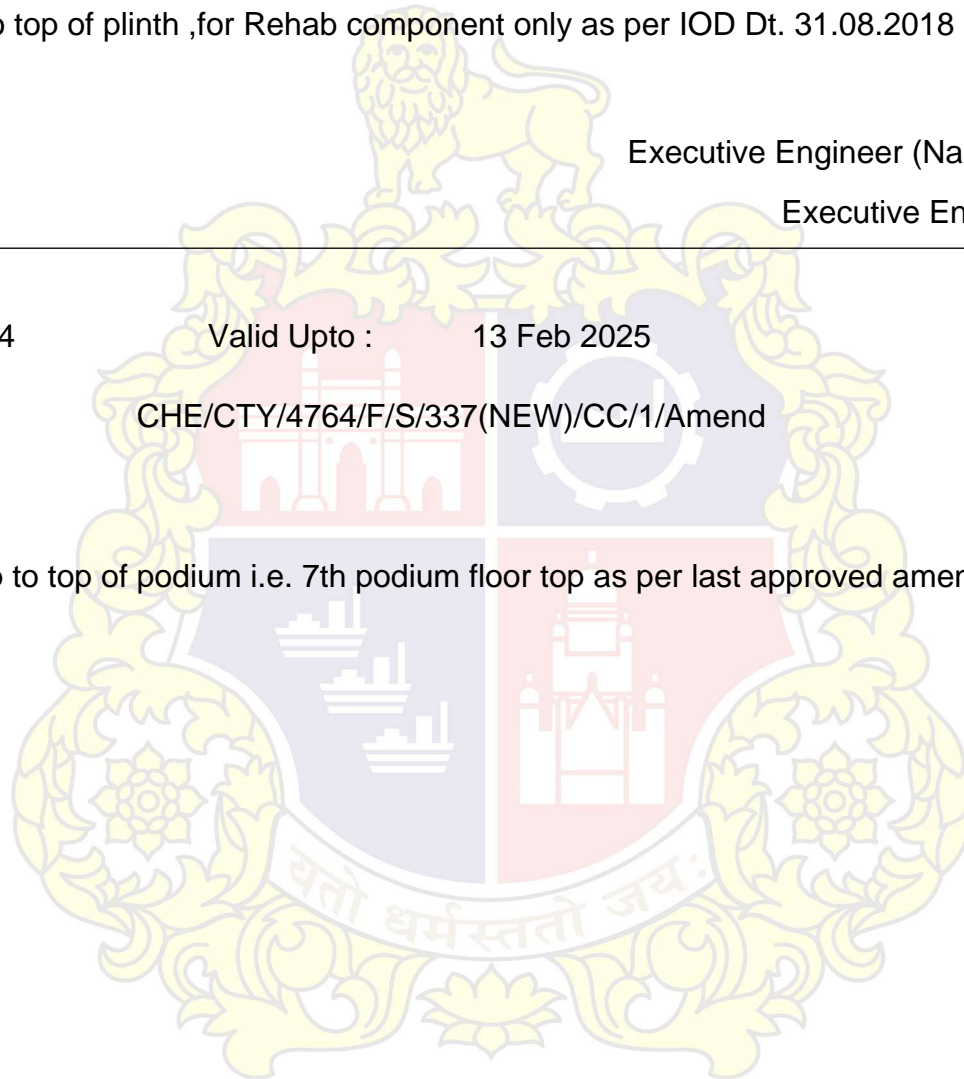 o top of plinth ,for Rehab component only as per IOD Dt. 31.08.2018
Executive Engineer (Na
Executive En
4 Valid Upto : 13 Feb 2025
CHE/CTY/4764/F/S/337(NEW)/CC/1/Amend
o to top of podium i.e. 7th podium floor top as per last approved amen
यतो धर्मस्ततो जय: